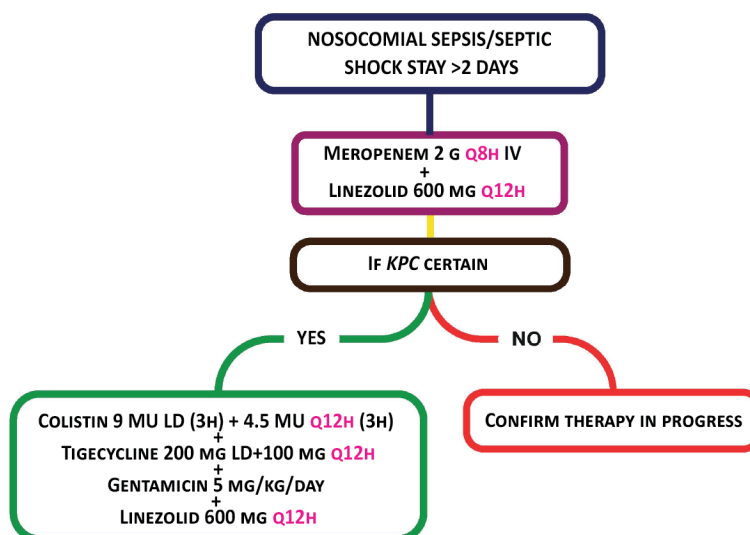 NOSOCOMIAL SEPSIS/SEPTIC
SHOCK STAY >2 DAYS
MEROPENEM 2 G Q8H IV
+
LINEZOLID 600 MG Q12H
IF KPC CERTAIN
YES
NO
COLISTIN 9 MU LD (3H) + 4.5 MU Q12H (3H)
+
TIGECYCLINE 200 MG LD+100 MG Q12H
+
GENTAMICIN 5 MG/KG/DAY
+
LINEZOLID 600 MG Q12H
CONFIRM THERAPY IN PROGRESS